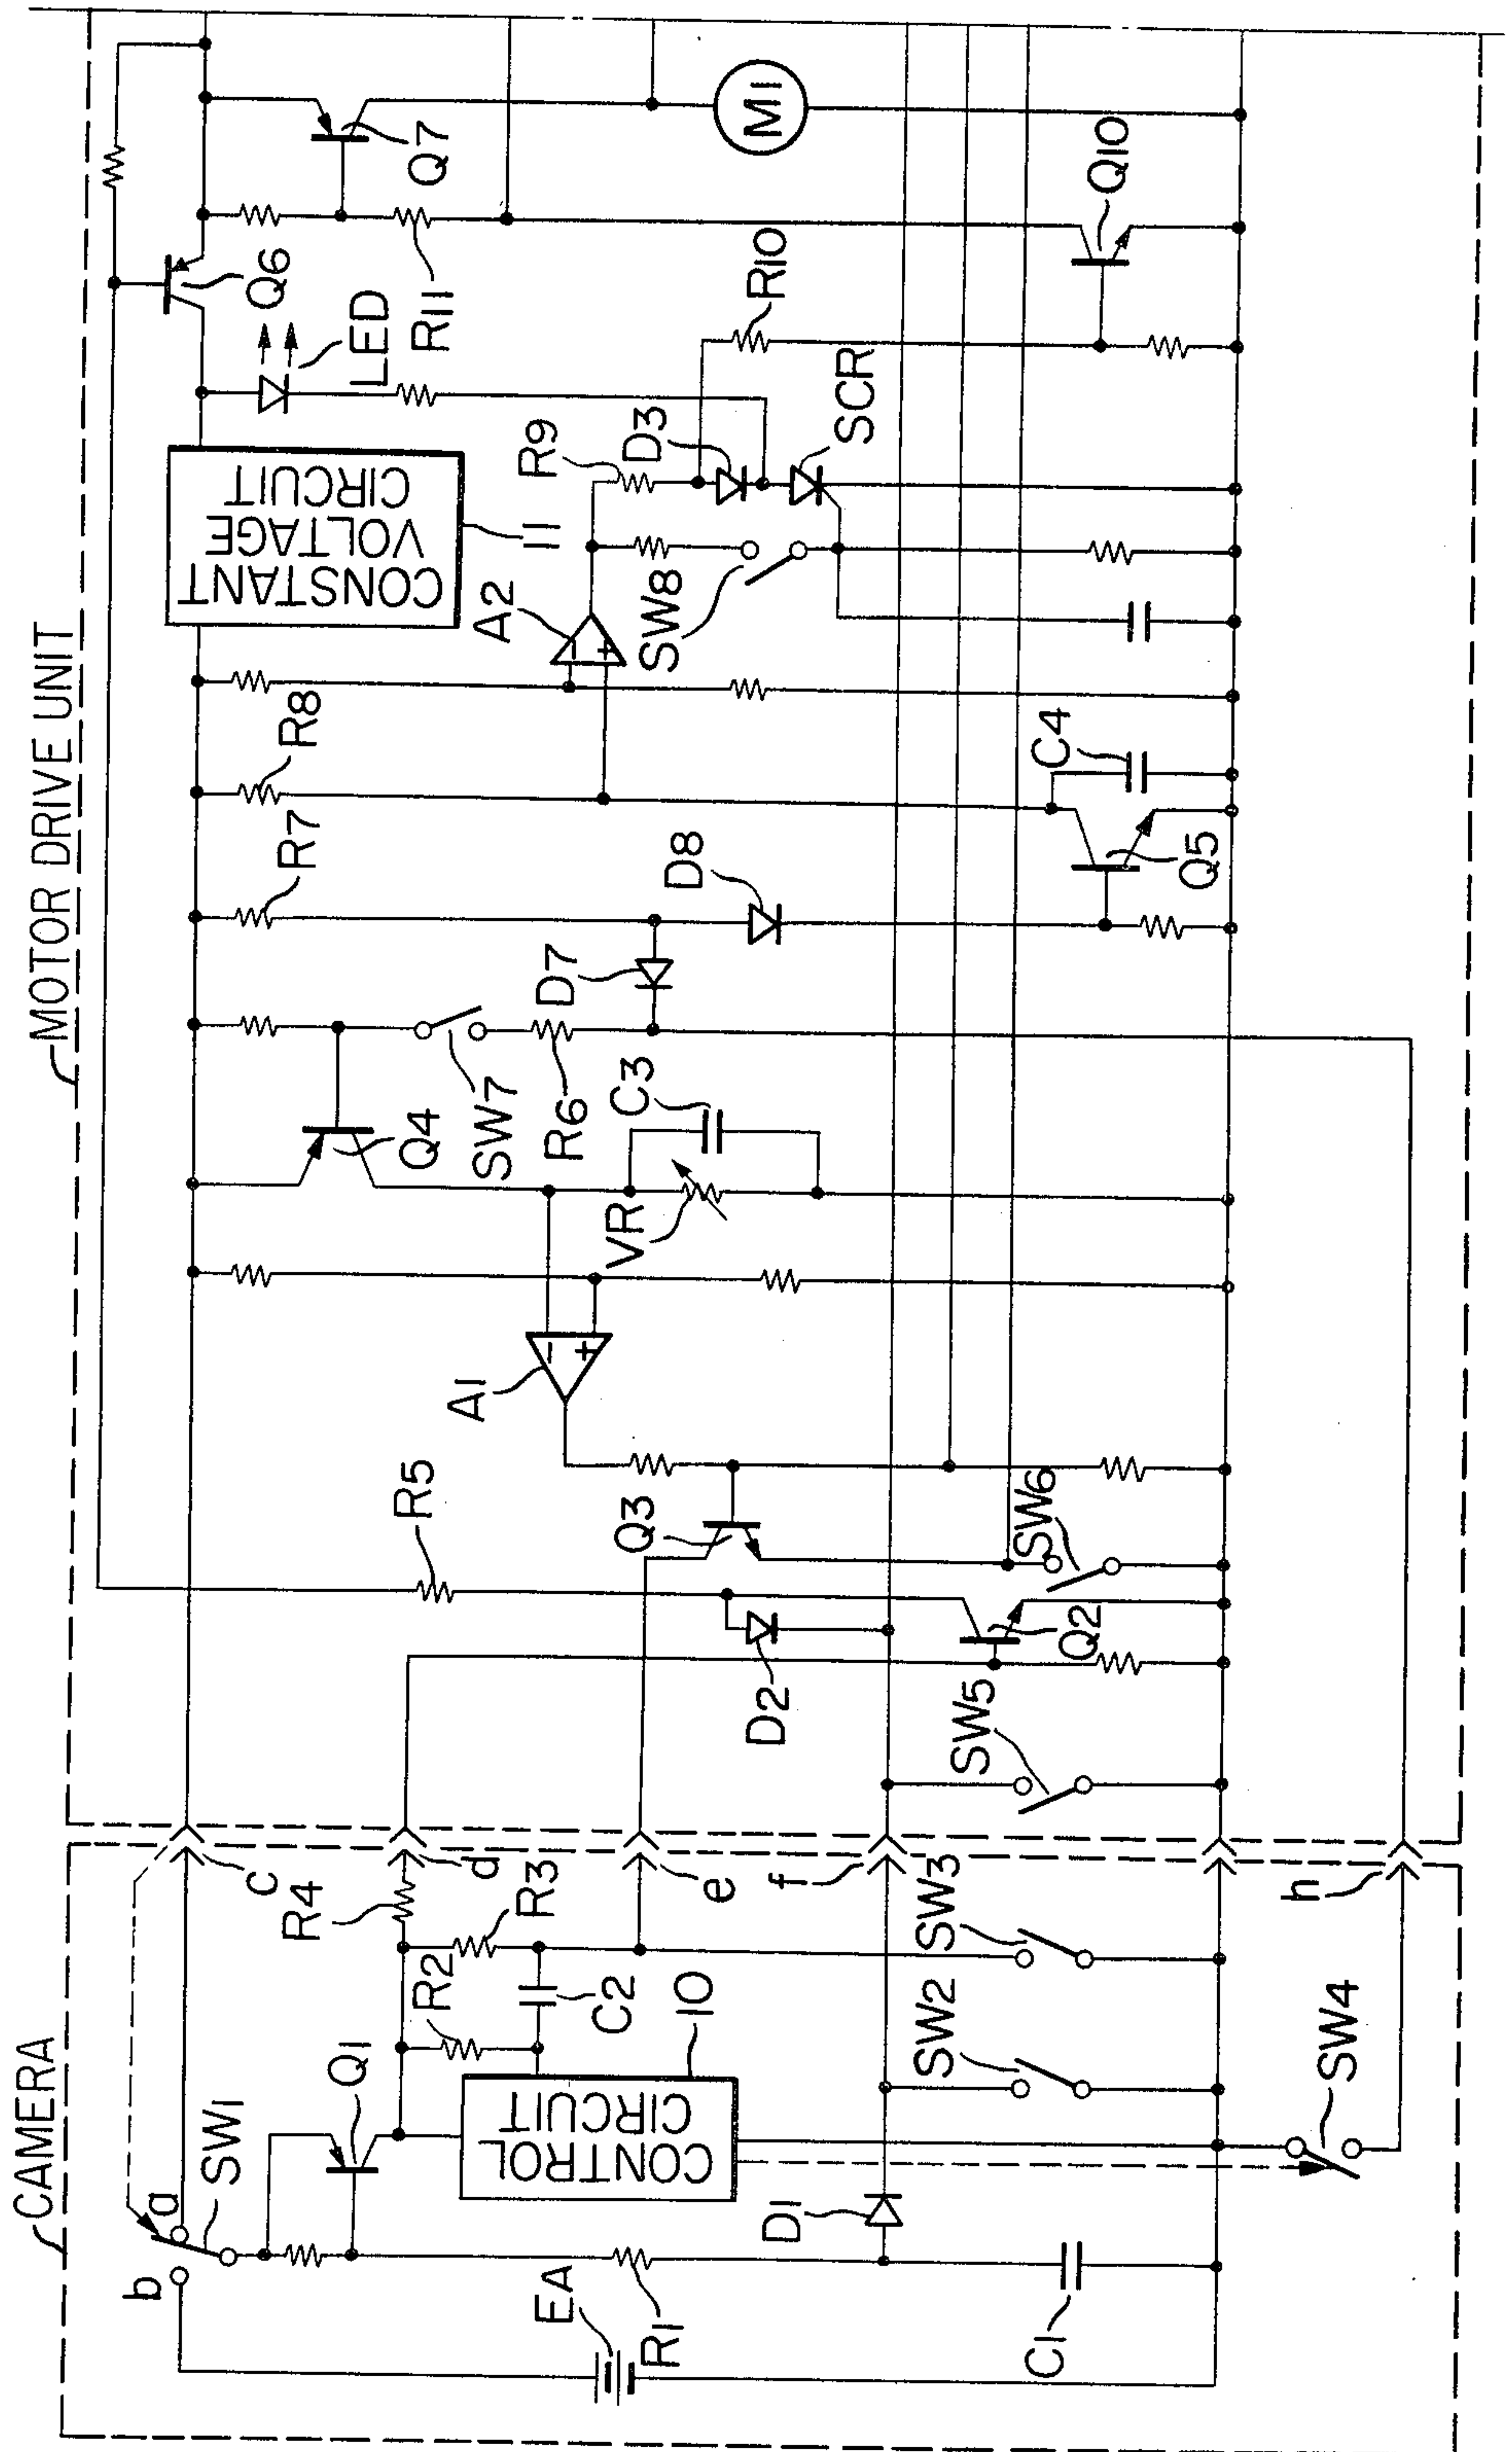 CAMERA
MOTOR DRIVE UNIT
b
a
SW1
EA
R1
C1
Q1
D1
CONTROL
CIRCUIT
10
R2
C2
R3
R4
SW2
SW3
SW4
c
d
e
f
h
SW5
D2
Q2
R5
Q3
SW6
A1
-
+
VR
C3
Q4
SW7
R6
D7
R7
D8
Q5
R8
C4
A2
-
+
SW8
CONSTANT
VOLTAGE
CIRCUIT
11
R9
D3
SCR
LED
Q6
R11
R10
Q7
M1
Q10